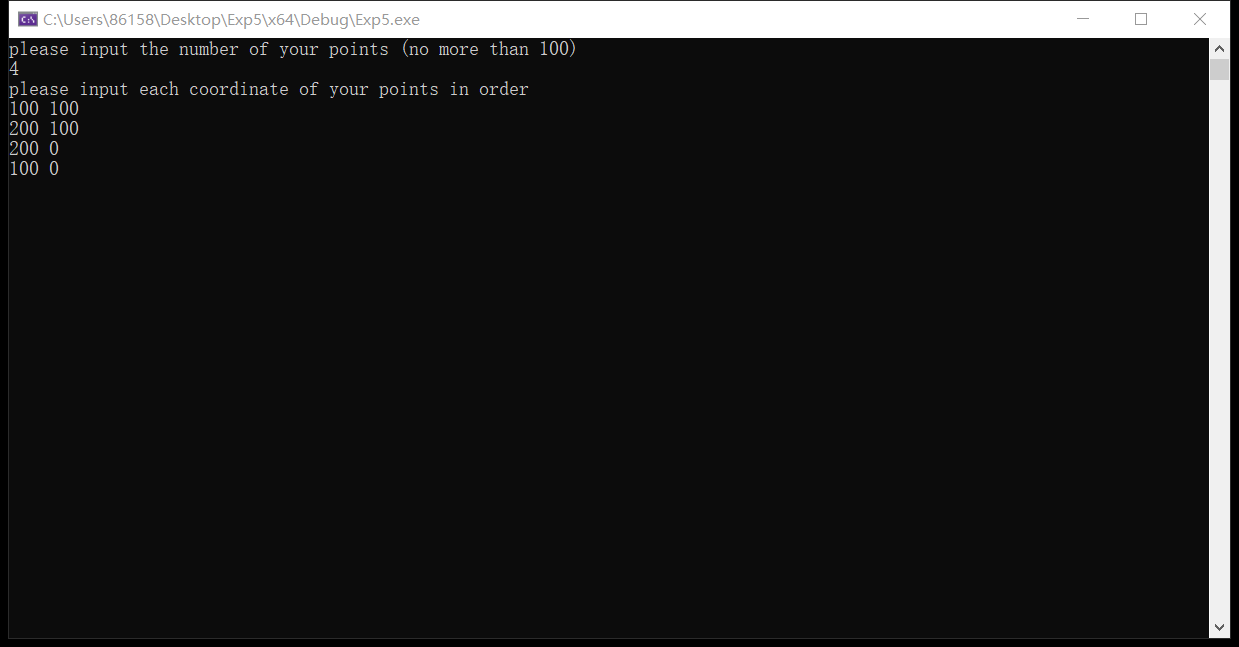 C:\Users\86158\Desktop\Exp5\x64\Debug\Exp5.exe
please input the number of your points (no more than 100)
4
please input each coordinate of your points in order
100 100
200 100
200 0
100 0